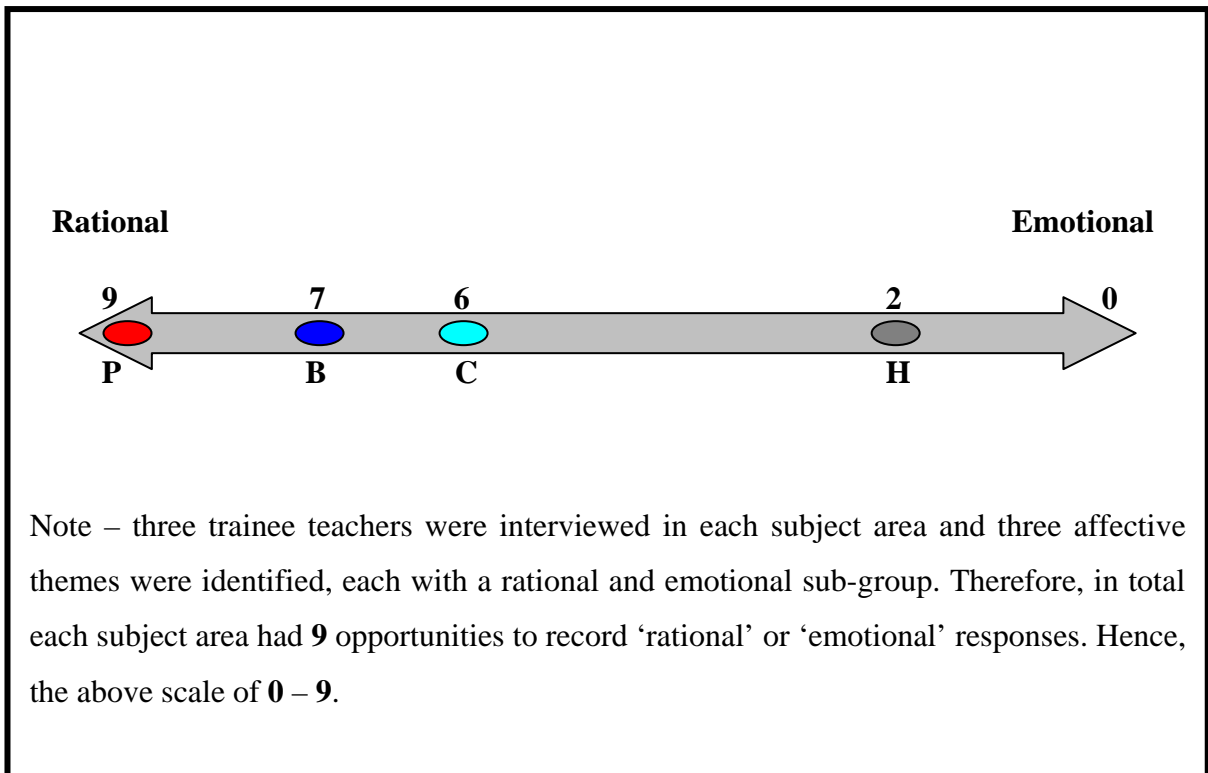 Rational Emotional
9 7 6 2 0
P B C H
Note – three trainee teachers were interviewed in each subject area and three affective
themes were identified, each with a rational and emotional sub-group. Therefore, in total
each subject area had 9 opportunities to record ‘rational’ or ‘emotional’ responses. Hence,
the above scale of 0 – 9.